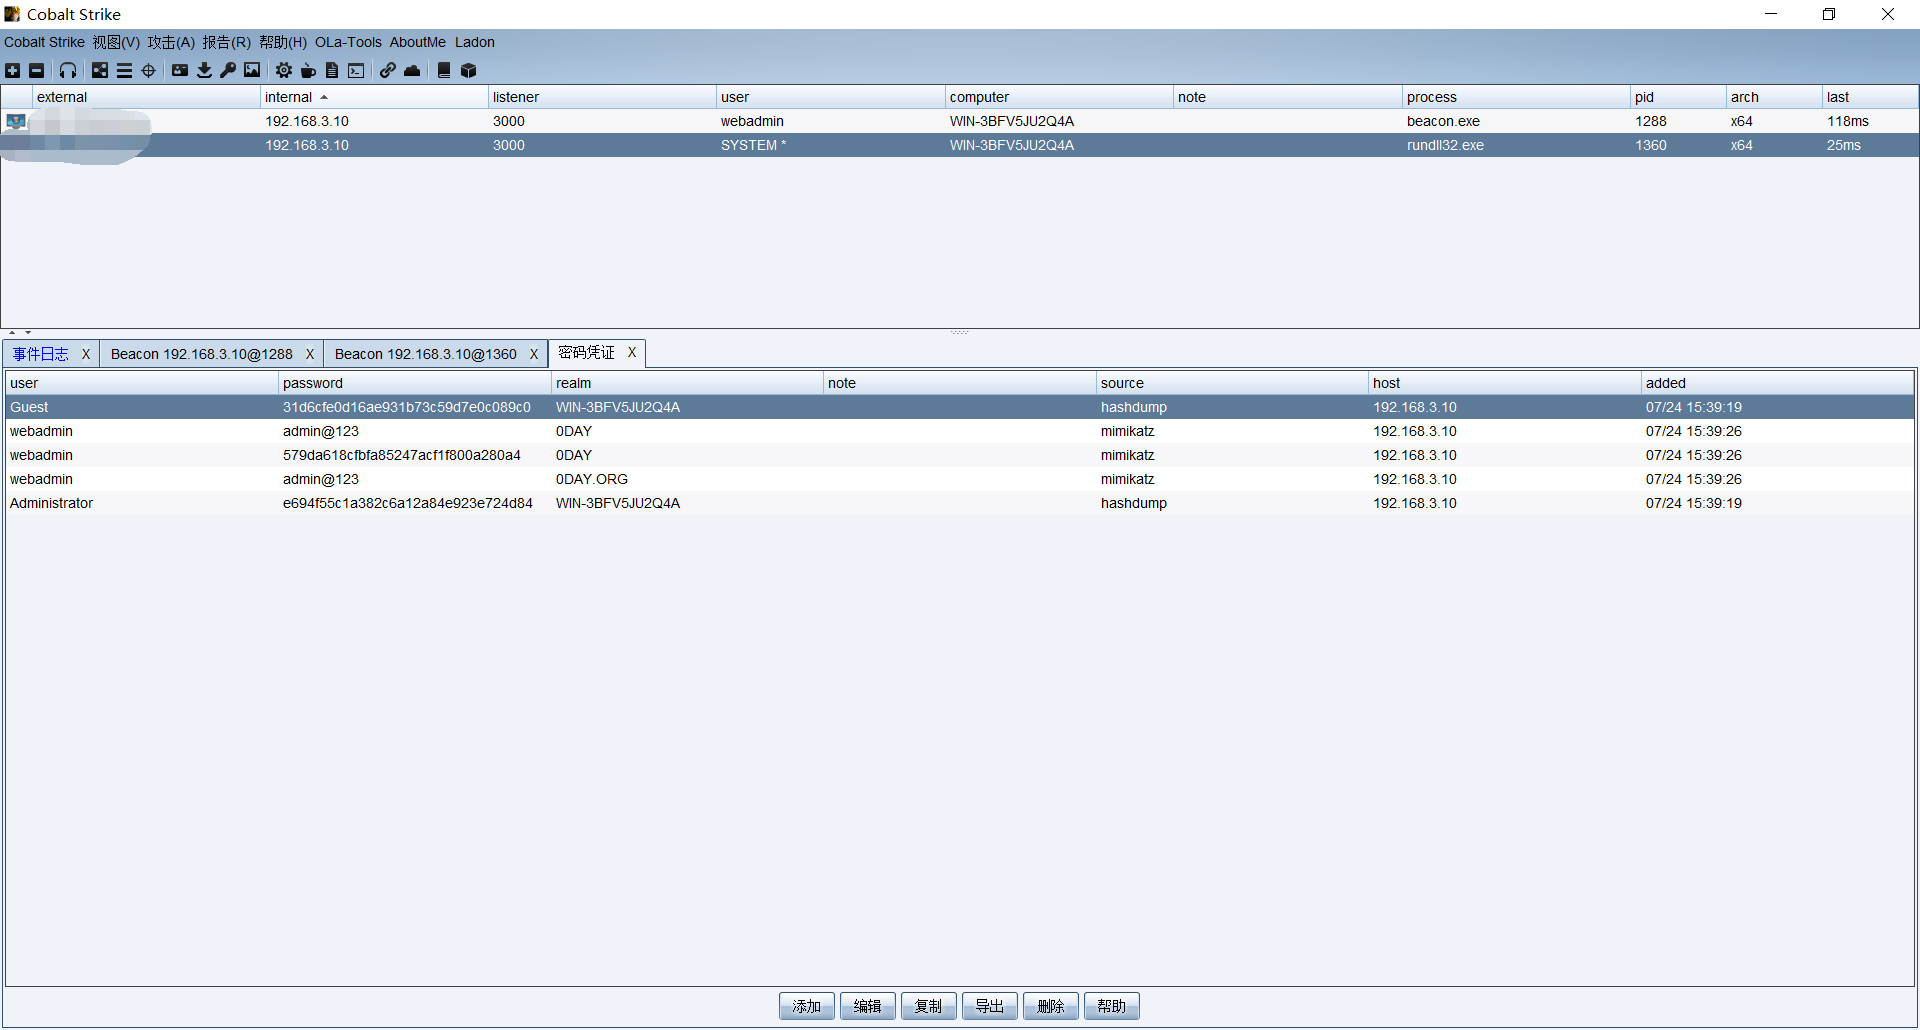 Cobalt Strike
Cobalt Strike 视图(V) 攻击(A) 报告(R) 帮助(H) OLa-Tools AboutMe Ladon
external internal listener user computer note process pid arch last
192.168.3.10 3000 webadmin WIN-3BFV5JU2Q4A beacon.exe 1288 x64 118ms
192.168.3.10 3000 SYSTEM * WIN-3BFV5JU2Q4A rundll32.exe 1360 x64 25ms
事件日志 X Beacon 192.168.3.10@1288 X Beacon 192.168.3.10@1360 X 密码凭证 X
user password realm note source host added
Guest 31d6cfe0d16ae931b73c59d7e0c089c0 WIN-3BFV5JU2Q4A hashdump 192.168.3.10 07/24 15:39:19
webadmin admin@123 0DAY mimikatz 192.168.3.10 07/24 15:39:26
webadmin 579da618cfbfa85247acf1f800a280a4 0DAY mimikatz 192.168.3.10 07/24 15:39:26
webadmin admin@123 0DAY.ORG mimikatz 192.168.3.10 07/24 15:39:26
Administrator e694f55c1a382c6a12a84e923e724d84 WIN-3BFV5JU2Q4A hashdump 192.168.3.10 07/24 15:39:19
添加 编辑 复制 导出 删除 帮助